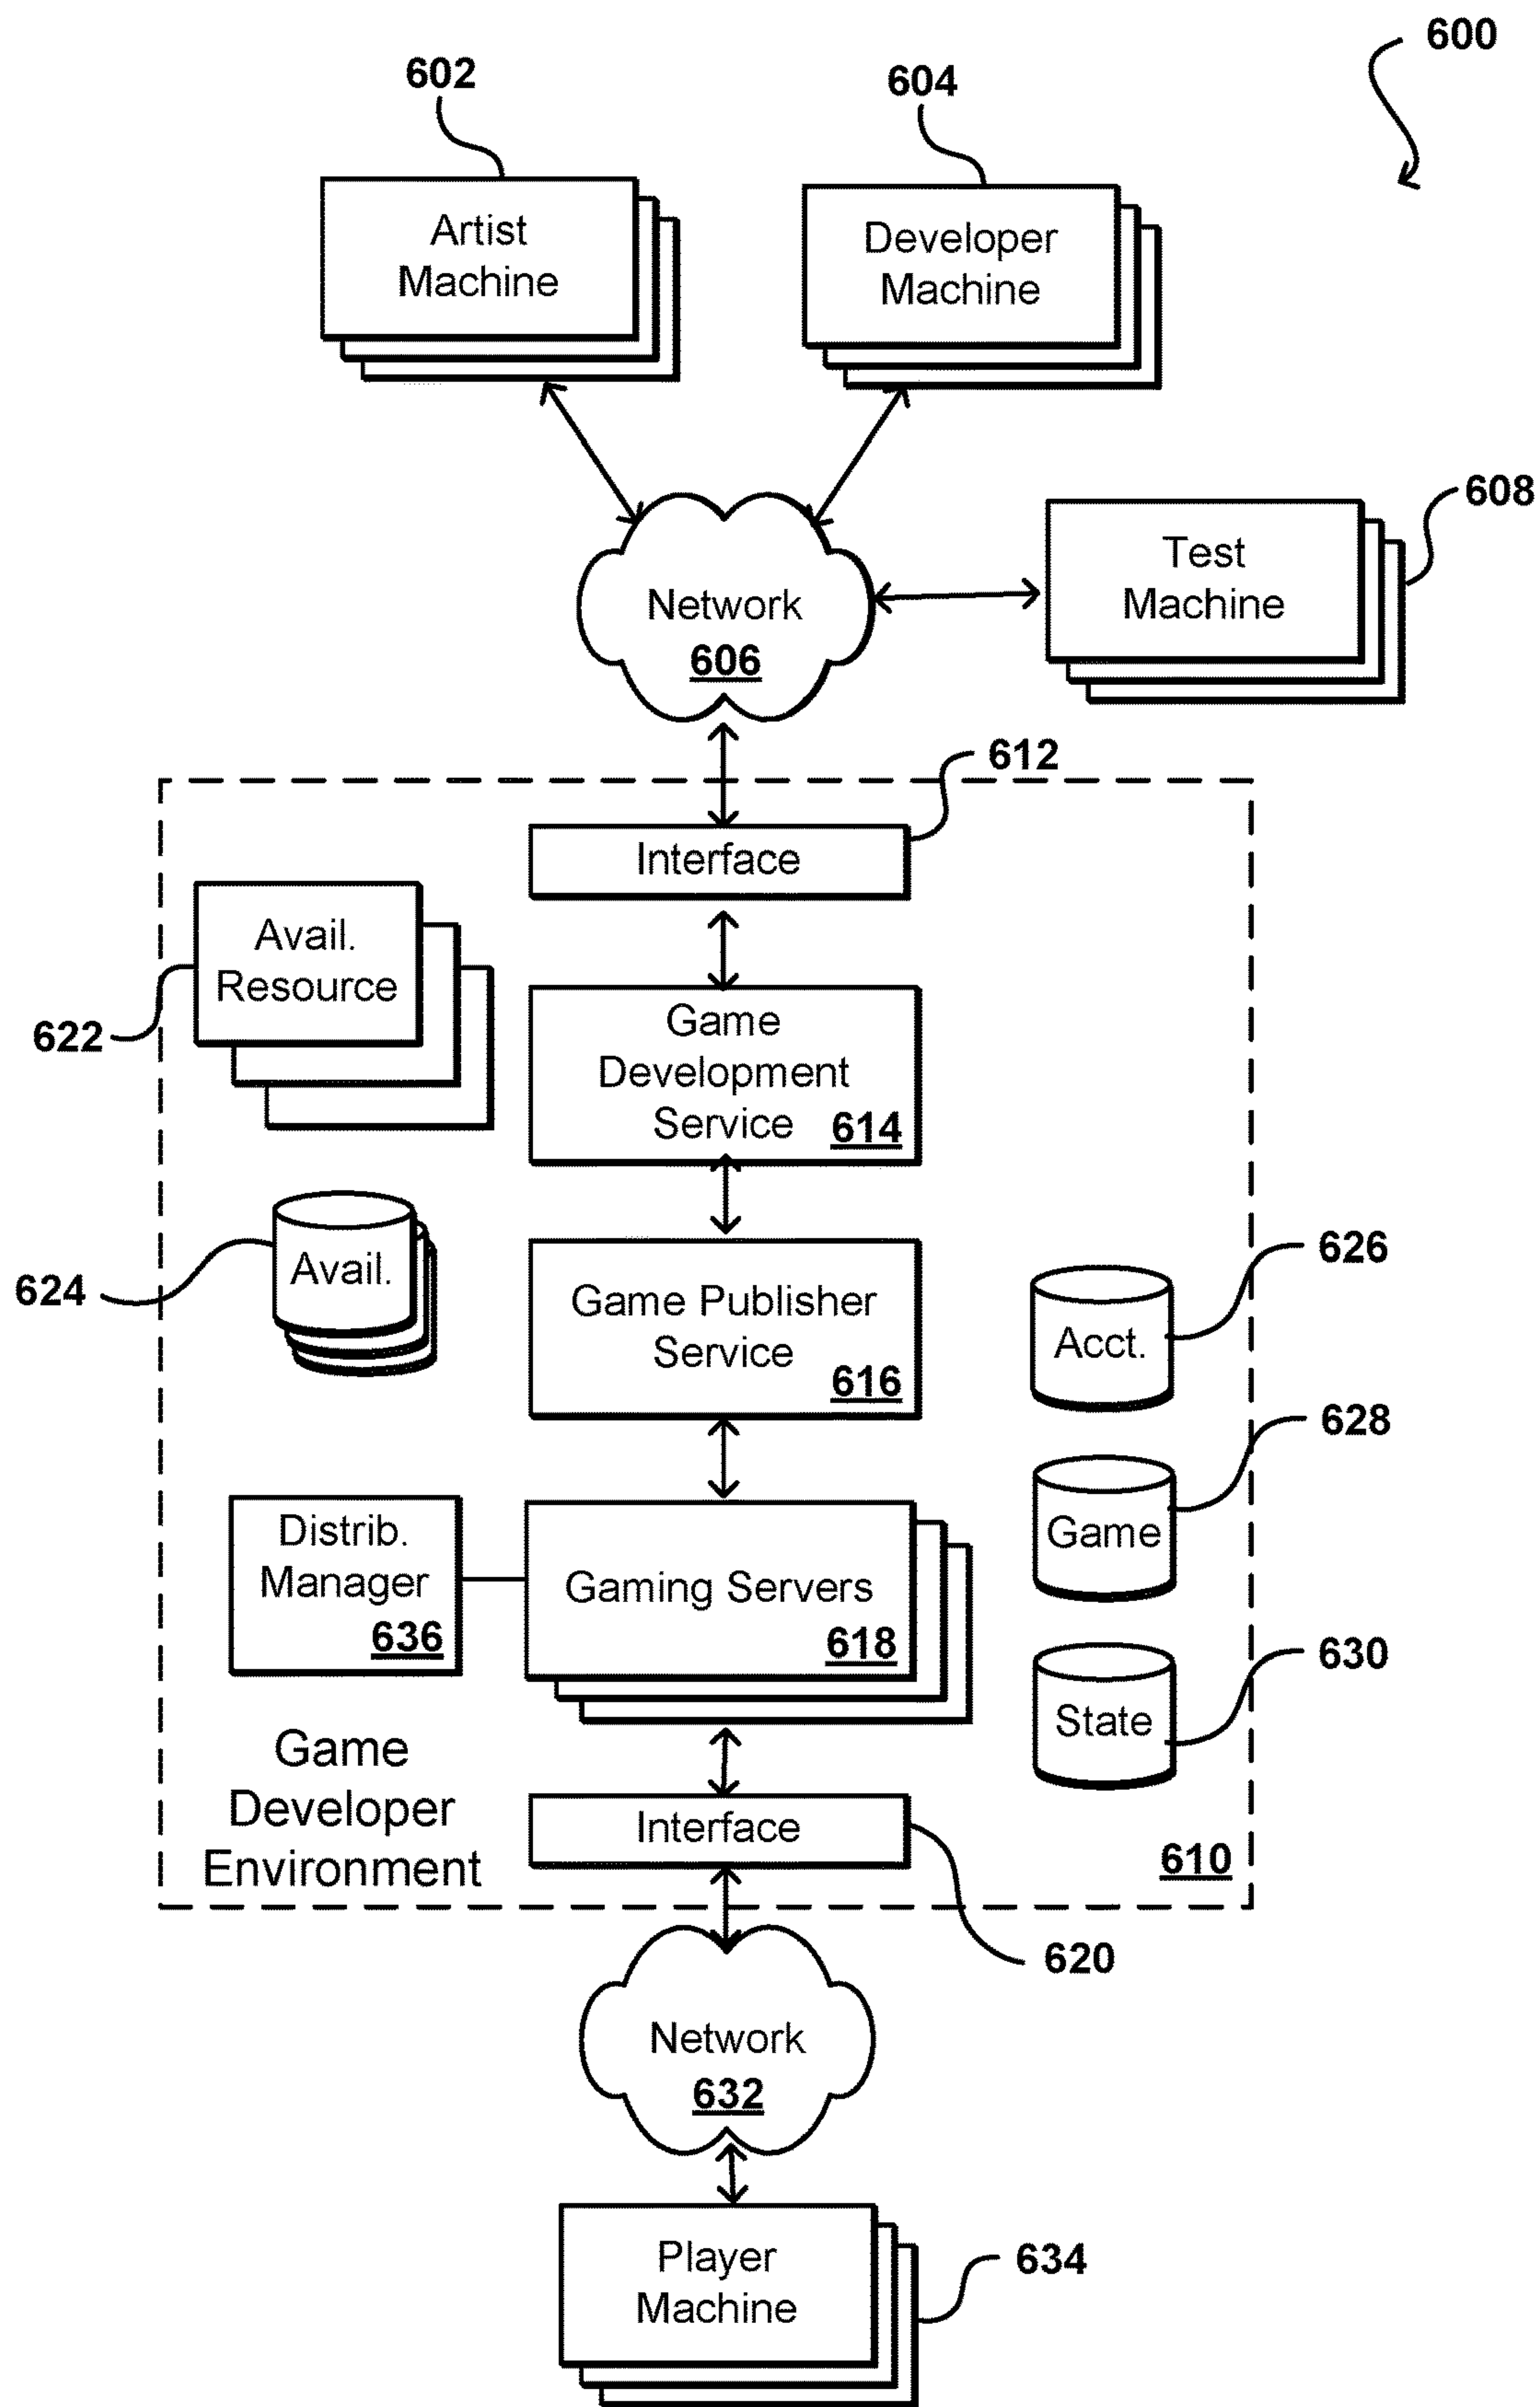 600
602
604
Artist
Machine
Developer
Machine
608
Test
Machine
Network
606
612
Interface
Avail.
Resource
622
Game
Development
Service 614
624
Avail.
Game Publisher
Service
616
626
Acct.
628
Game
Distrib.
Manager
636
Gaming Servers
618
630
State
Game
Developer
Environment
Interface
610
620
Network
632
Player
Machine
634